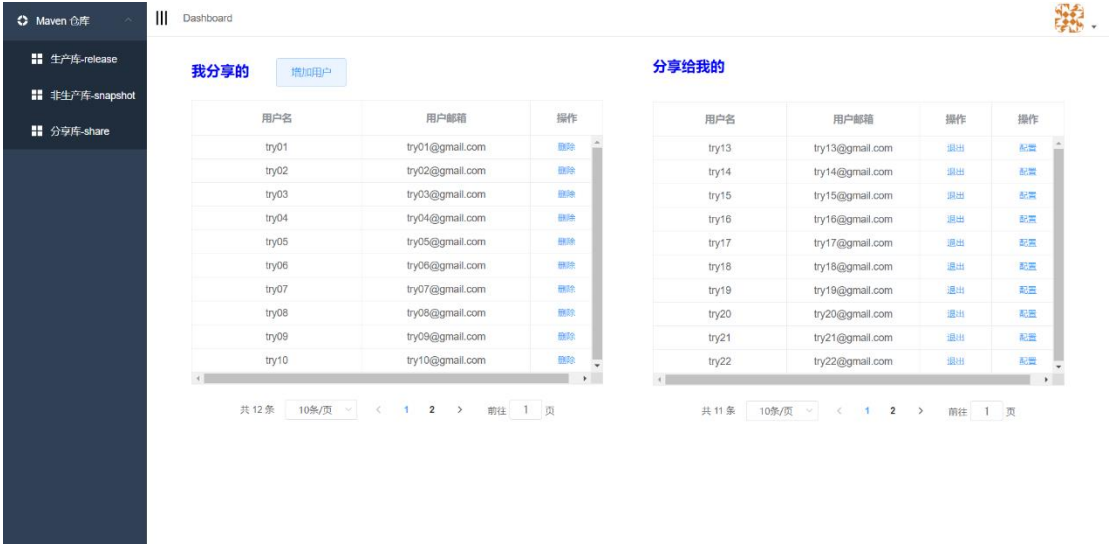 Maven 仓库
生产库-release
非生产库-snapshot
分享库-share
Dashboard
我分享的 增加用户
用户名 用户邮箱 操作
try01 try01@gmail.com 删除
try02 try02@gmail.com 删除
try03 try03@gmail.com 删除
try04 try04@gmail.com 删除
try05 try05@gmail.com 删除
try06 try06@gmail.com 删除
try07 try07@gmail.com 删除
try08 try08@gmail.com 删除
try09 try09@gmail.com 删除
try10 try10@gmail.com 删除
共 12 条 10条/页 1 2 前往 1 页
分享给我的
用户名 用户邮箱 操作 操作
try13 try13@gmail.com 退出 配置
try14 try14@gmail.com 退出 配置
try15 try15@gmail.com 退出 配置
try16 try16@gmail.com 退出 配置
try17 try17@gmail.com 退出 配置
try18 try18@gmail.com 退出 配置
try19 try19@gmail.com 退出 配置
try20 try20@gmail.com 退出 配置
try21 try21@gmail.com 退出 配置
try22 try22@gmail.com 退出 配置
共 11 条 10条/页 1 2 前往 1 页